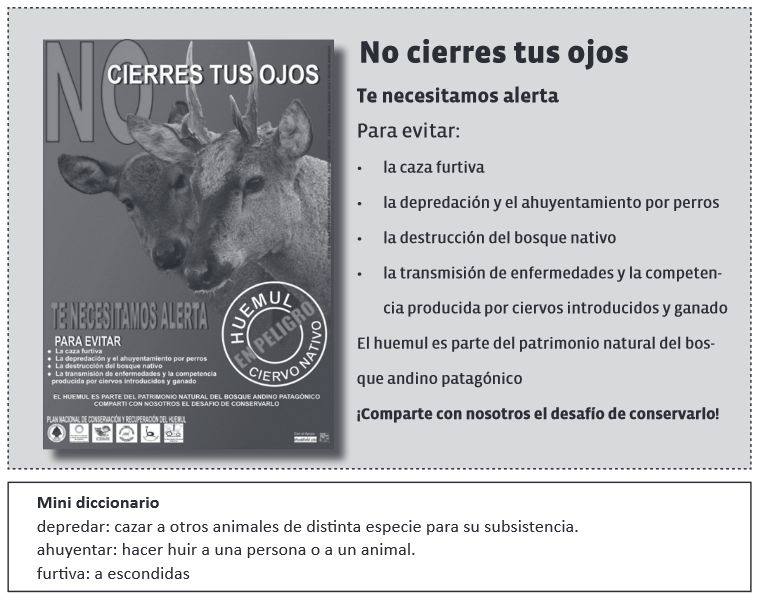 NO CIERRES TUS OJOS
TE NECESITAMOS ALERTA
PARA EVITAR
La caza furtiva
La depredación y el ahuyentamiento por perros
La destrucción del bosque nativo
La transmisión de enfermedades y la competencia
producida por ciervos introducidos y ganado
HUEMUL
EN PELIGRO
CIERVO NATIVO
EL HUEMUL ES PARTE DEL PATRIMONIO NATURAL DEL BOSQUE ANDINO PATAGÓNICO
COMPARTI CON NOSOTROS EL DESAFÍO DE CONSERVARLO
PLAN NACIONAL DE CONSERVACIÓN Y RECUPERACIÓN DEL HUEMUL
No cierres tus ojos
Te necesitamos alerta
Para evitar:
• la caza furtiva
• la depredación y el ahuyentamiento por perros
• la destrucción del bosque nativo
• la transmisión de enfermedades y la competen-
cia producida por ciervos introducidos y ganado
El huemul es parte del patrimonio natural del bos-
que andino patagónico
¡Comparte con nosotros el desafío de conservarlo!
Mini diccionario
depredar: cazar a otros animales de distinta especie para su subsistencia.
ahuyentar: hacer huir a una persona o a un animal.
furtiva: a escondidas